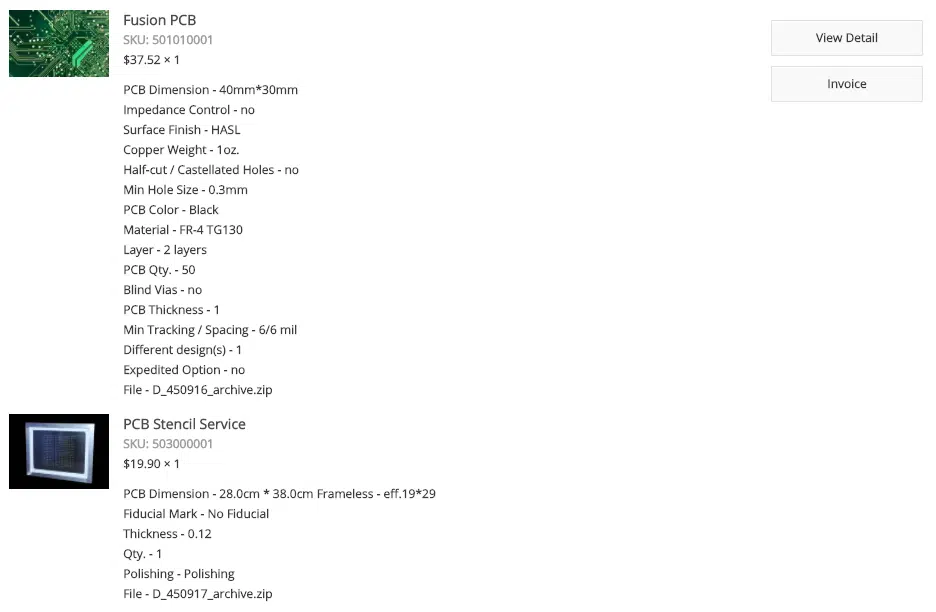 Fusion PCB
SKU: 501010001
$37.52 × 1
View Detail
Invoice
PCB Dimension - 40mm*30mm
Impedance Control - no
Surface Finish - HASL
Copper Weight - 1oz.
Half-cut / Castellated Holes - no
Min Hole Size - 0.3mm
PCB Color - Black
Material - FR-4 TG130
Layer - 2 layers
PCB Qty. - 50
Blind Vias - no
PCB Thickness - 1
Min Tracking / Spacing - 6/6 mil
Different design(s) - 1
Expedited Option - no
File - D_450916_archive.zip
PCB Stencil Service
SKU: 503000001
$19.90 × 1
PCB Dimension - 28.0cm * 38.0cm Frameless - eff.19*29
Fiducial Mark - No Fiducial
Thickness - 0.12
Qty. - 1
Polishing - Polishing
File - D_450917_archive.zip